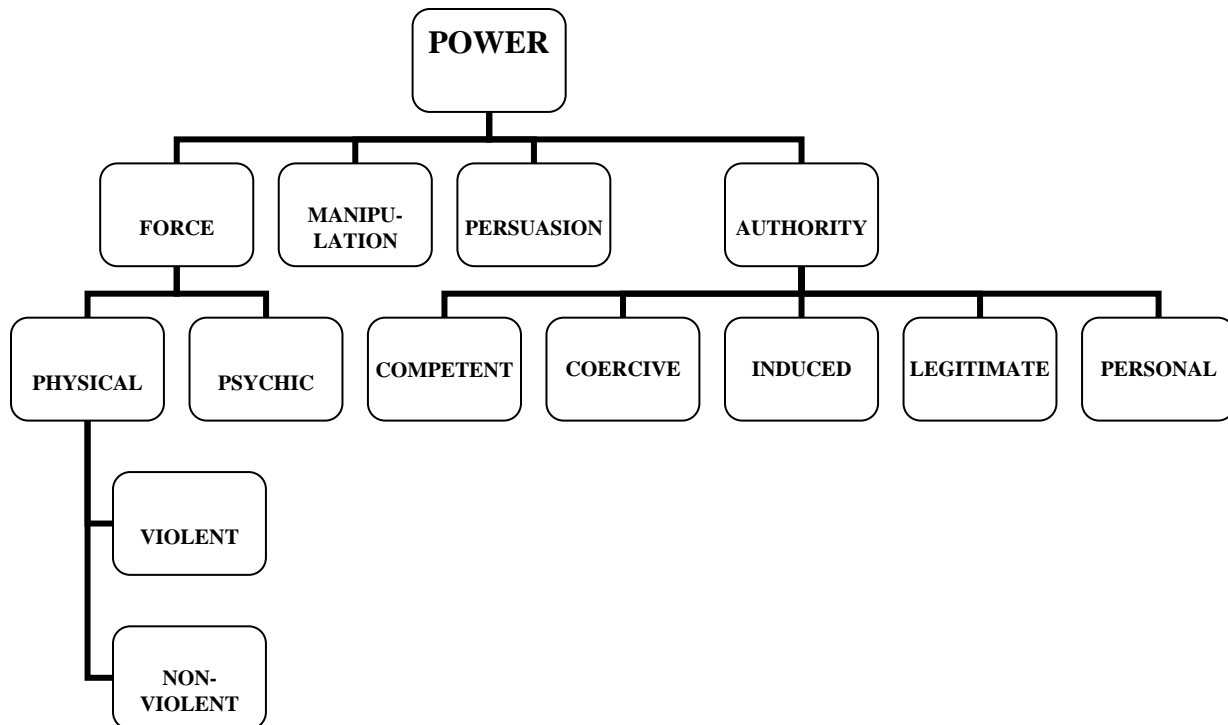 POWER
FORCE
MANIPU-
LATION
PERSUASION
AUTHORITY
PHYSICAL
PSYCHIC
COMPETENT
COERCIVE
INDUCED
LEGITIMATE
PERSONAL
VIOLENT
NON-
VIOLENT